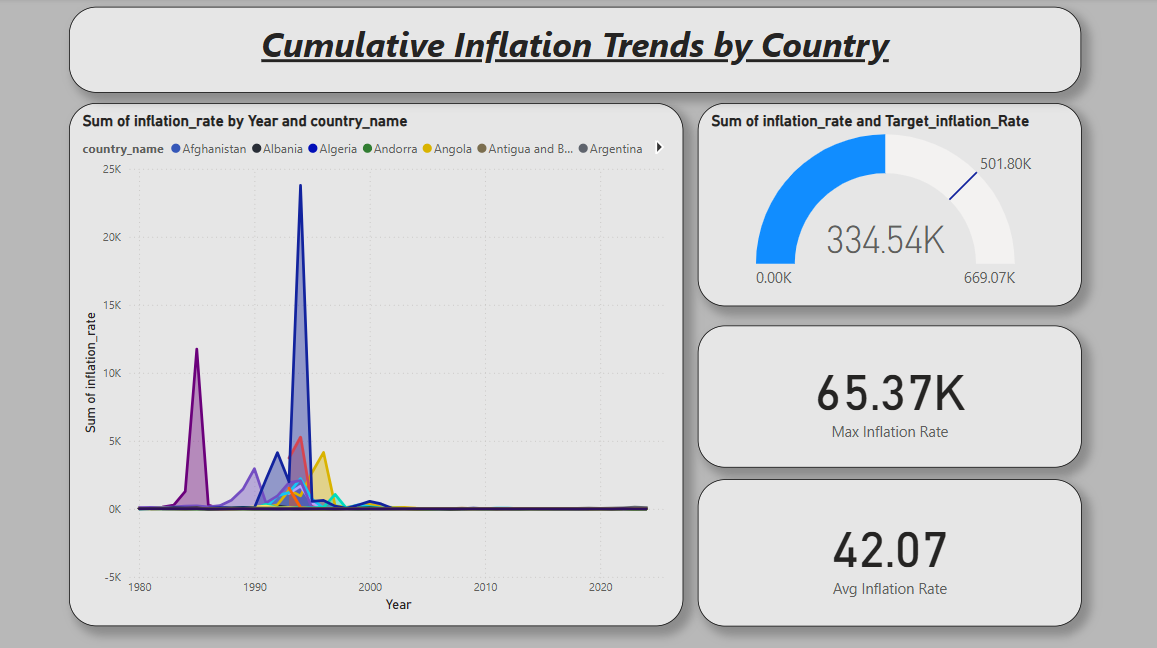 Cumulative Inflation Trends by Country
Sum of inflation_rate by Year and country_name
country_name Afghanistan Albania Algeria Andorra Angola Antigua and B... Argentina
25K
20K
15K
10K
5K
0K
-5K
Sum of inflation_rate
1980 1990 2000 2010 2020
Year
Sum of inflation_rate and Target_inflation_Rate
501.80K
334.54K
0.00K 669.07K
65.37K
Max Inflation Rate
42.07
Avg Inflation Rate